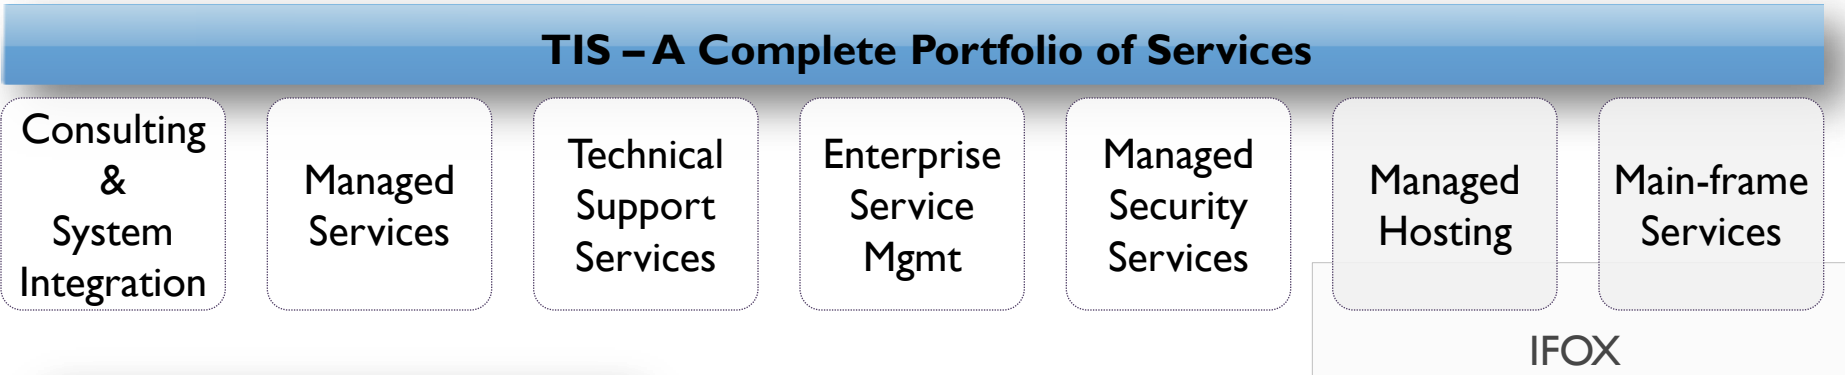 TIS – A Complete Portfolio of Services
Consulting
&
System
Integration
Managed
Services
Technical
Support
Services
Enterprise
Service
Mgmt
Managed
Security
Services
Managed
Hosting
Main-frame
Services
IFOX